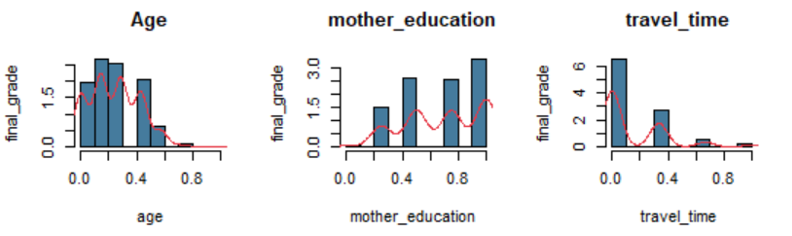 Age
final_grade
0.0 1.5
0.0 0.4 0.8
age
mother_education
final_grade
0.0 1.5 3.0
0.0 0.4 0.8
mother_education
travel_time
final_grade
0 2 4 6
0.0 0.4 0.8
travel_time